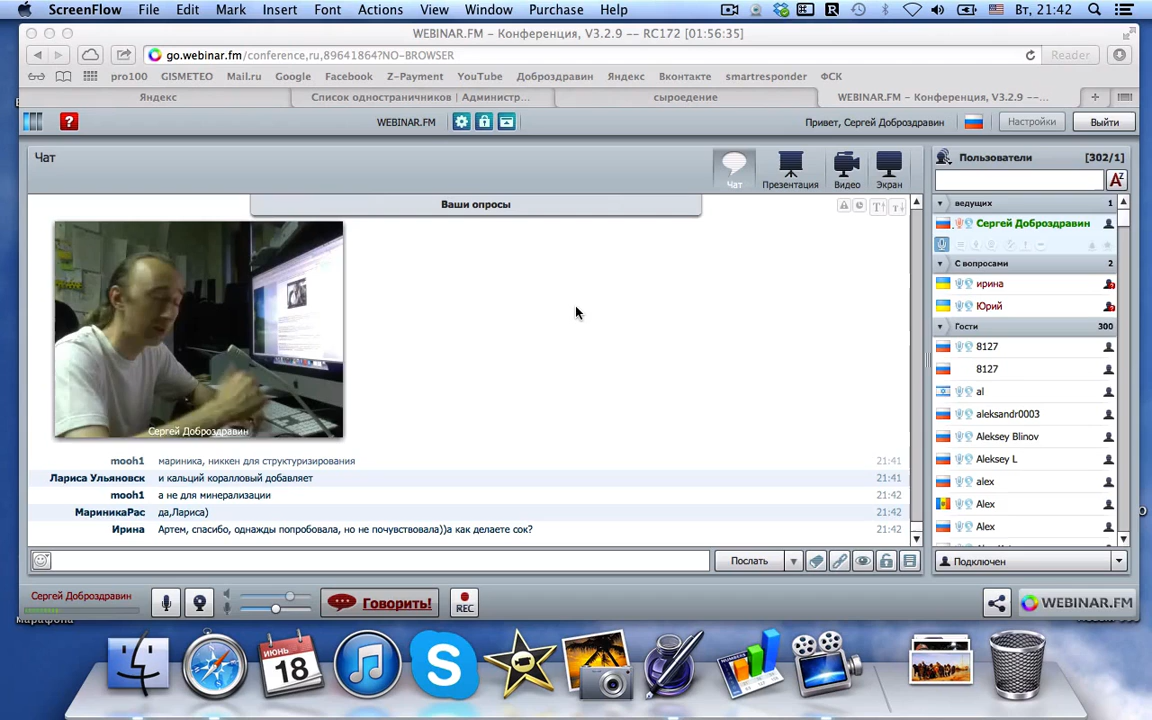 ScreenFlow File Edit Mark Insert Font Actions View Window Purchase Help Вт, 21:42
WEBINAR.FM – Конференция, V3.2.9 –– RC172 [01:56:35]
go.webinar.fm/conference,ru,89641864?NO-BROWSER Reader
pro100 GISMETEO Mail.ru Google Facebook Z-Payment YouTube Доброздравин Яндекс Вконтакте smartresponder ФСК
Яндекс Список одностраничников | Администр... сыроедение WEBINAR.FM – Конференция, V3.2.9 ––...
WEBINAR.FM Привет, Сергей Доброздравин Настройки Выйти
Чат
Чат Презентация Видео Экран
Пользователи [302/1]
Ваши опросы
ведущих 1
Сергей Доброздравин
С вопросами 2
ирина
Юрий
Гости 300
8127
8127
al
aleksandr0003
Aleksey Blinov
Aleksey L
alex
Alex
Alex
Сергей Доброздравин
mooh1 мариника, никкен для структуризирования 21:41
Лариса Ульяновск и кальций коралловый добавляет 21:41
mooh1 а не для минерализации 21:42
МариникаРас да,Лариса) 21:42
Ирина Артем, спасибо, однажды попробовала, но не почувствовала))а как делаете сок? 21:42
Послать Подключен
Сергей Доброздравин Говорить! REC WEBINAR.FM
ИЮНЬ
18